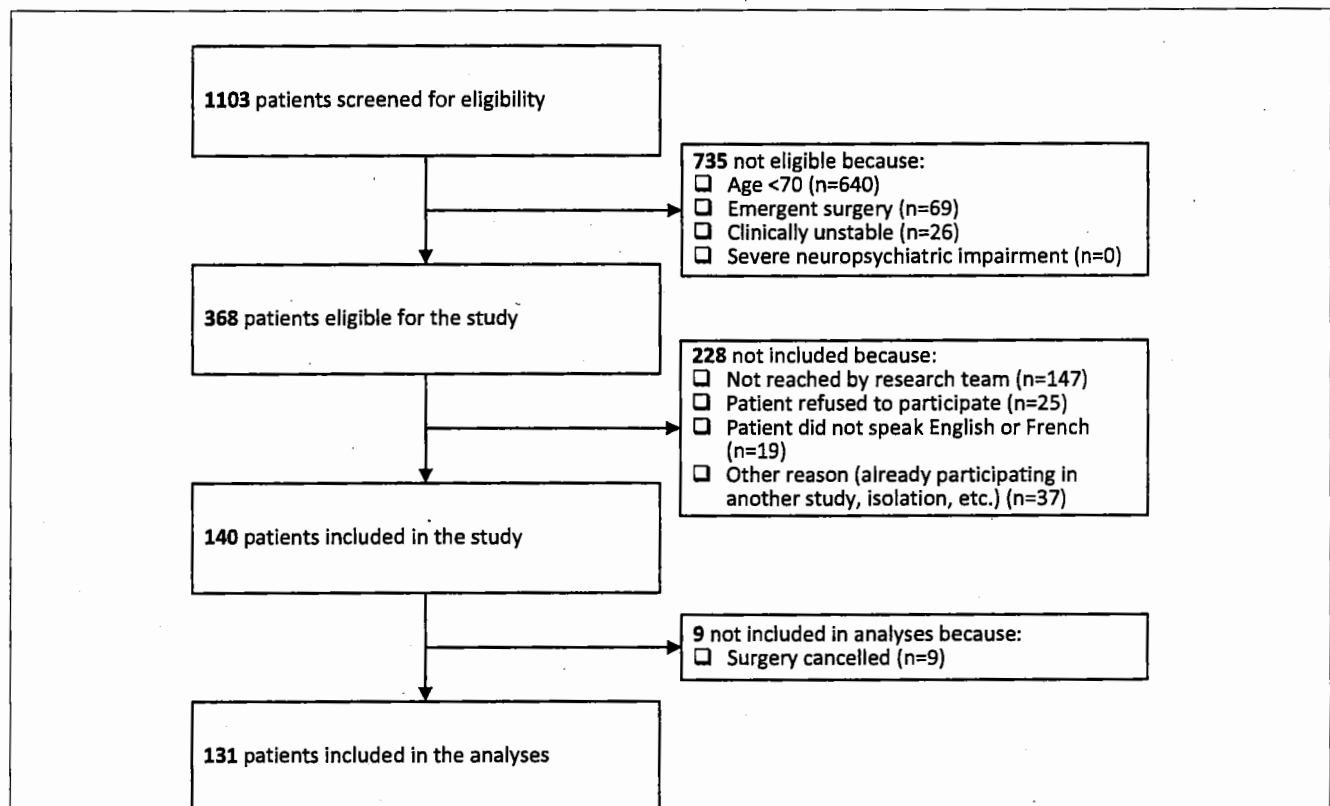 1103 patients screened for eligibility
735 not eligible because:
❑ Age <70 (n=640)
❑ Emergent surgery (n=69)
❑ Clinically unstable (n=26)
❑ Severe neuropsychiatric impairment (n=0)
368 patients eligible for the study
228 not included because:
❑ Not reached by research team (n=147)
❑ Patient refused to participate (n=25)
❑ Patient did not speak English or French
(n=19)
❑ Other reason (already participating in
another study, isolation, etc.) (n=37)
140 patients included in the study
9 not included in analyses because:
❑ Surgery cancelled (n=9)
131 patients included in the analyses